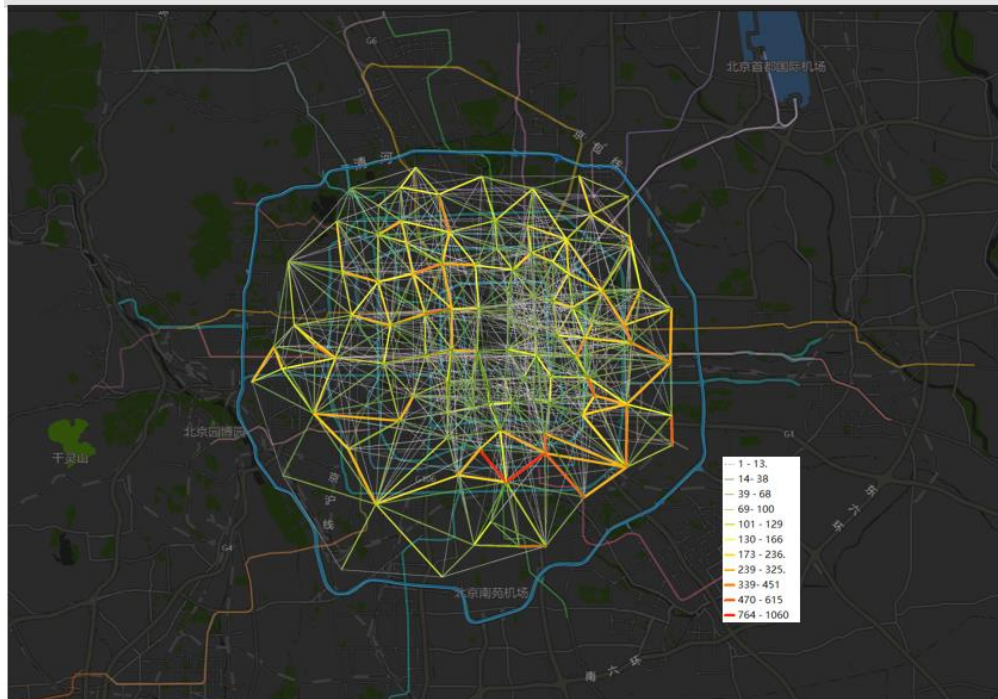 G6
北京首都国际机场
京
包
线
清 河
北京园博园
千灵山
京
沪
线
G4
G1
东
六
环
北京南苑机场
南 六 环
1 - 13.
14- 38
39 - 68
69- 100
101 - 129
130 - 166
173 - 236.
239 - 325.
339- 451
470 - 615
764 - 1060